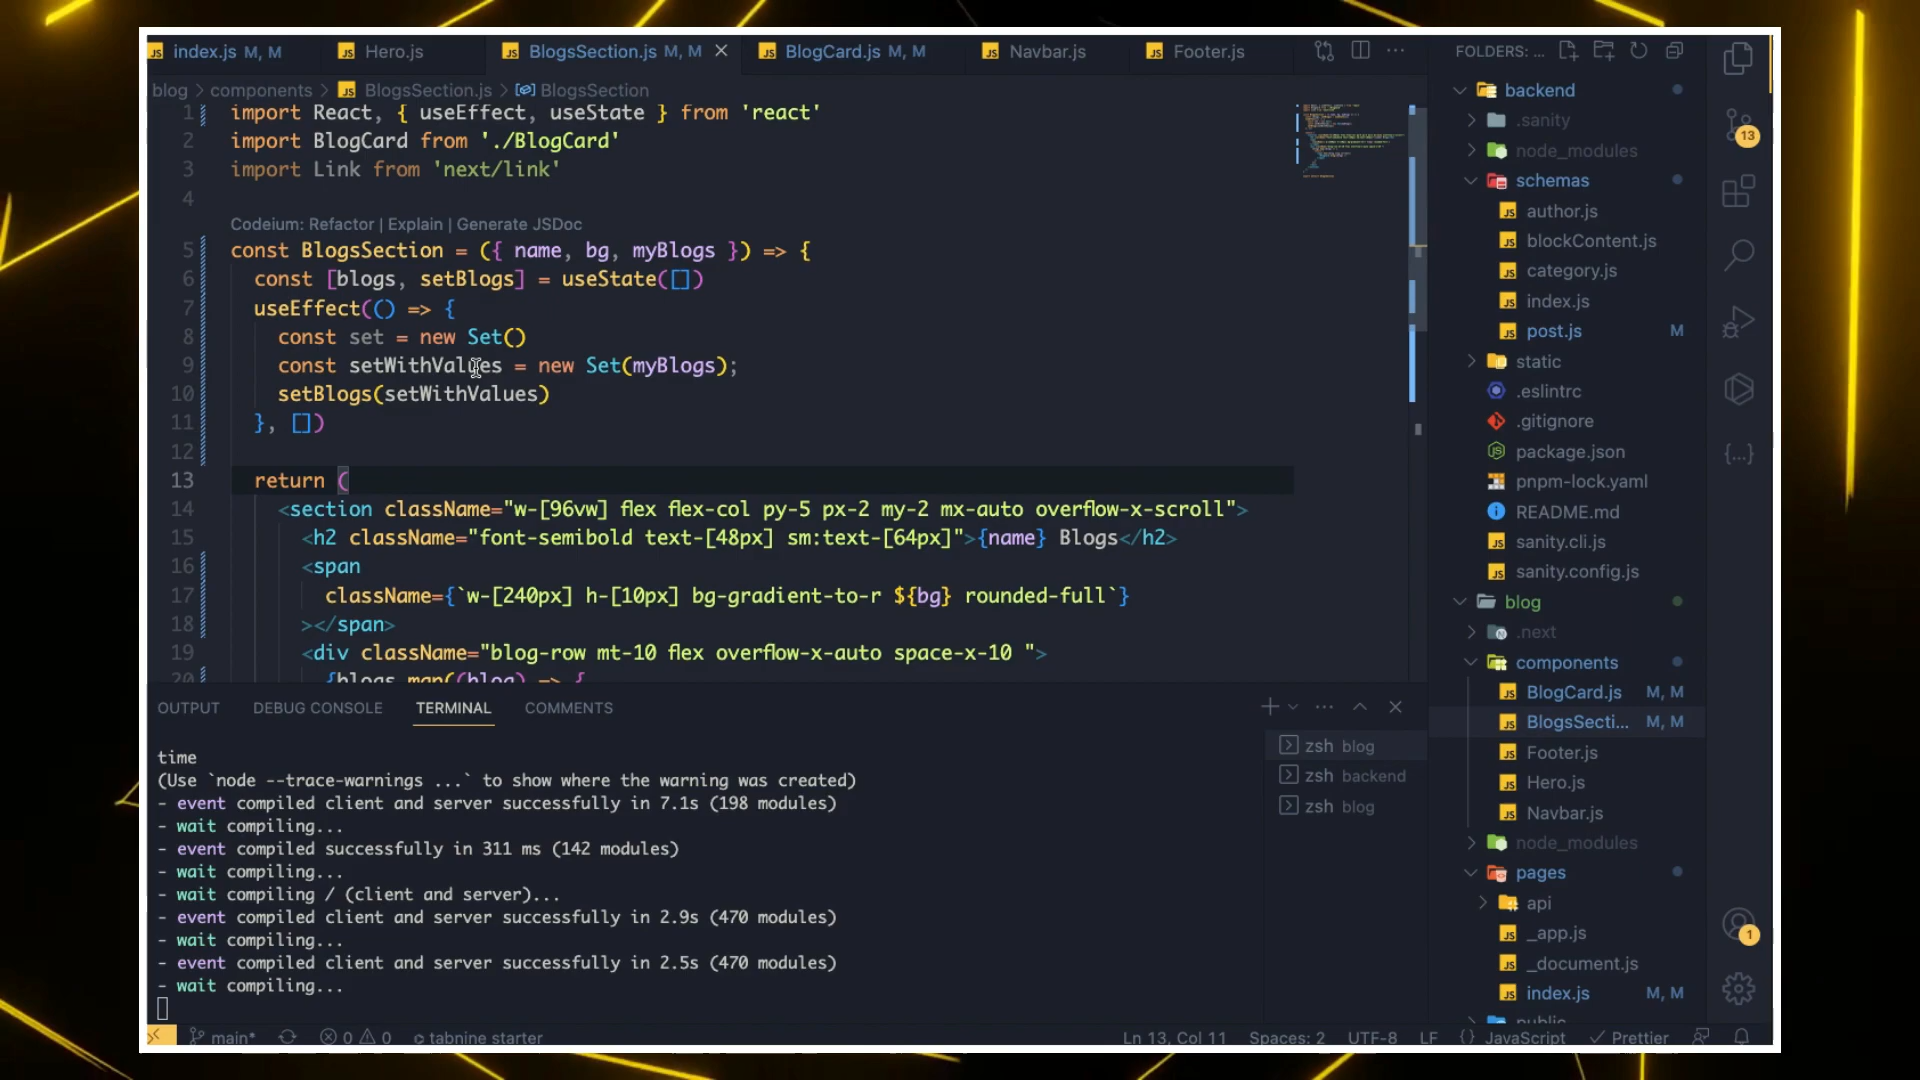 index.js M, M
Hero.js
BlogsSection.js M, M
BlogCard.js M, M
Navbar.js
Footer.js
FOLDERS: ...
blog > components > BlogsSection.js > BlogsSection
1 import React, { useEffect, useState } from 'react'
2 import BlogCard from './BlogCard'
3 import Link from 'next/link'
4
Codeium: Refactor | Explain | Generate JSDoc
5 const BlogsSection = ({ name, bg, myBlogs }) => {
6 const [blogs, setBlogs] = useState([])
7 useEffect(() => {
8 const set = new Set()
9 const setWithValues = new Set(myBlogs);
10 setBlogs(setWithValues)
11 }, [])
12
13 return (
14 <section className="w-[96vw] flex flex-col py-5 px-2 my-2 mx-auto overflow-x-scroll">
15 <h2 className="font-semibold text-[48px] sm:text-[64px]">{name} Blogs</h2>
16 <span
17 className={`w-[240px] h-[10px] bg-gradient-to-r ${bg} rounded-full`}
18 ></span>
19 <div className="blog-row mt-10 flex overflow-x-auto space-x-10 ">
20 {blogs.map((blog) => {
OUTPUT
DEBUG CONSOLE
TERMINAL
COMMENTS
time
(Use `node --trace-warnings ...` to show where the warning was created)
- event compiled client and server successfully in 7.1s (198 modules)
- wait compiling...
- event compiled successfully in 311 ms (142 modules)
- wait compiling...
- wait compiling / (client and server)...
- event compiled client and server successfully in 2.9s (470 modules)
- wait compiling...
- event compiled client and server successfully in 2.5s (470 modules)
- wait compiling...
zsh blog
zsh backend
zsh blog
backend
.sanity
node_modules
schemas
author.js
blockContent.js
category.js
index.js
post.js M
static
.eslintrc
.gitignore
package.json
pnpm-lock.yaml
README.md
sanity.cli.js
sanity.config.js
blog
.next
components
BlogCard.js M, M
BlogsSecti... M, M
Footer.js
Hero.js
Navbar.js
node_modules
pages
api
_app.js
_document.js
index.js M, M
public
13
1
main*
0
0
tabnine starter
Ln 13, Col 11
Spaces: 2
UTF-8
LF
{} JavaScript
Prettier